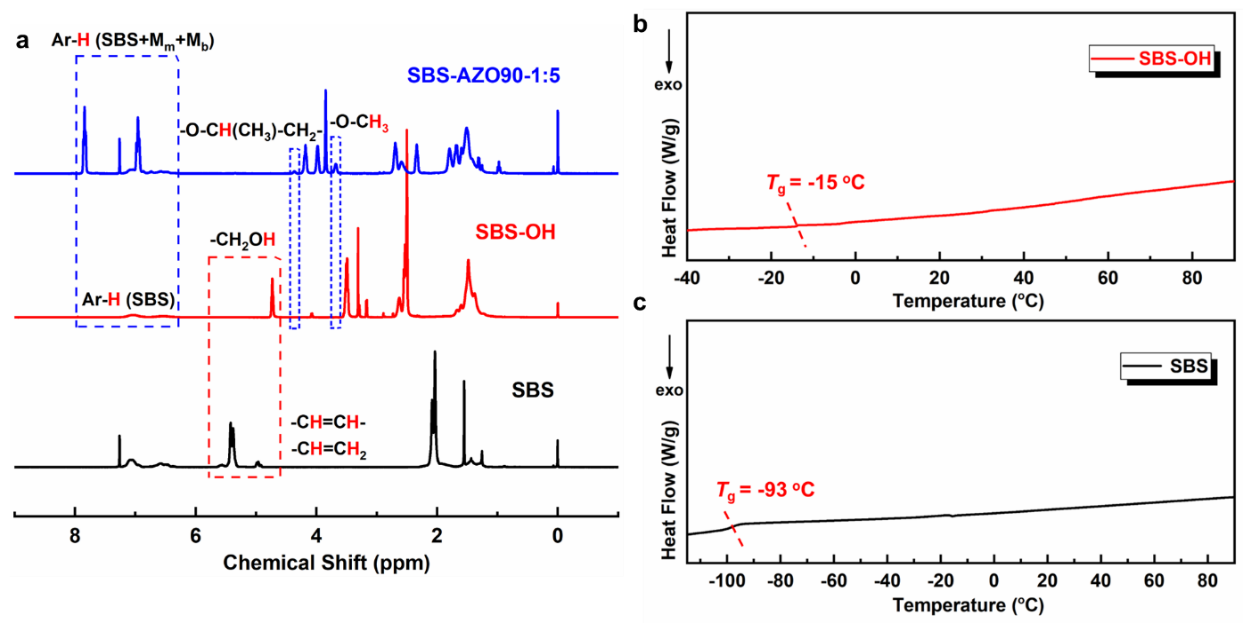 a
Ar-H (SBS+Mm+Mb)
SBS-AZO90-1:5
-O-CH(CH3)-CH2-
-O-CH3
-CH2OH
SBS-OH
Ar-H (SBS)
SBS
-CH=CH-
-CH=CH2
8 6 4 2 0
Chemical Shift (ppm)
b
exo
SBS-OH
Heat Flow (W/g)
Tg = -15 °C
-40 -20 0 20 40 60 80
Temperature (°C)
c
exo
SBS
Heat Flow (W/g)
Tg = -93 °C
-100 -80 -60 -40 -20 0 20 40 60 80
Temperature (°C)